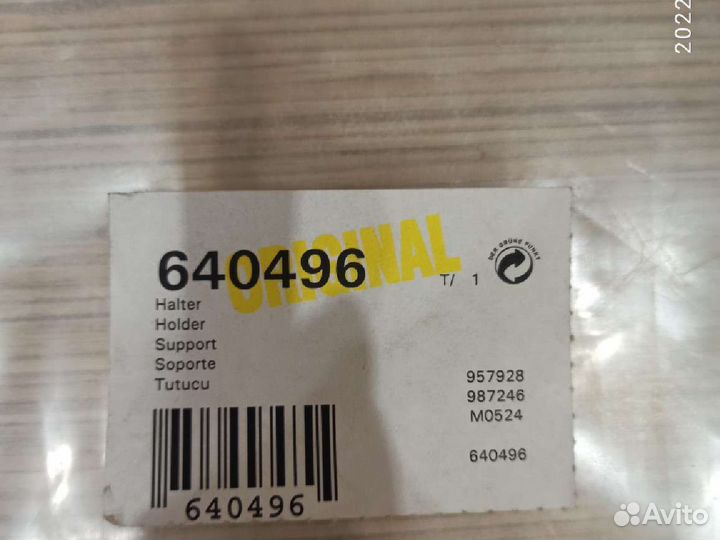 2022
ORIGINAL
640496
T/ 1
DER GRÜNE PUNKT
Halter
Holder
Support
Soporte
Tutucu
957928
987246
M0524
640496
640496
Avito